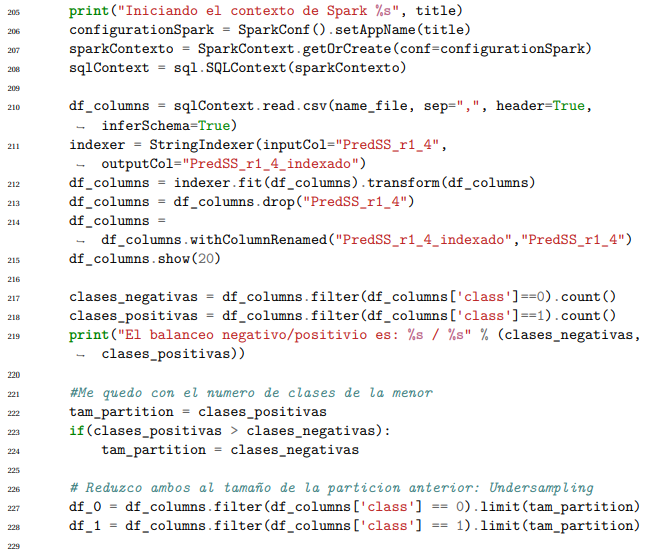 205 print("Iniciando el contexto de Spark %s", title)
206 configurationSpark = SparkConf().setAppName(title)
207 sparkContexto = SparkContext.getOrCreate(conf=configurationSpark)
208 sqlContext = sql.SQLContext(sparkContexto)
209
210 df_columns = sqlContext.read.csv(name_file, sep=",", header=True,
→ inferSchema=True)
211 indexer = StringIndexer(inputCol="PredSS_r1_4",
→ outputCol="PredSS_r1_4_indexado")
212 df_columns = indexer.fit(df_columns).transform(df_columns)
213 df_columns = df_columns.drop("PredSS_r1_4")
214 df_columns =
→ df_columns.withColumnRenamed("PredSS_r1_4_indexado","PredSS_r1_4")
215 df_columns.show(20)
216
217 clases_negativas = df_columns.filter(df_columns['class']==0).count()
218 clases_positivas = df_columns.filter(df_columns['class']==1).count()
219 print("El balanceo negativo/positivio es: %s / %s" % (clases_negativas,
→ clases_positivas))
220
221 #Me quedo con el numero de clases de la menor
222 tam_partition = clases_positivas
223 if(clases_positivas > clases_negativas):
224 tam_partition = clases_negativas
225
226 # Reduzco ambos al tamaño de la particion anterior: Undersampling
227 df_0 = df_columns.filter(df_columns['class'] == 0).limit(tam_partition)
228 df_1 = df_columns.filter(df_columns['class'] == 1).limit(tam_partition)
229